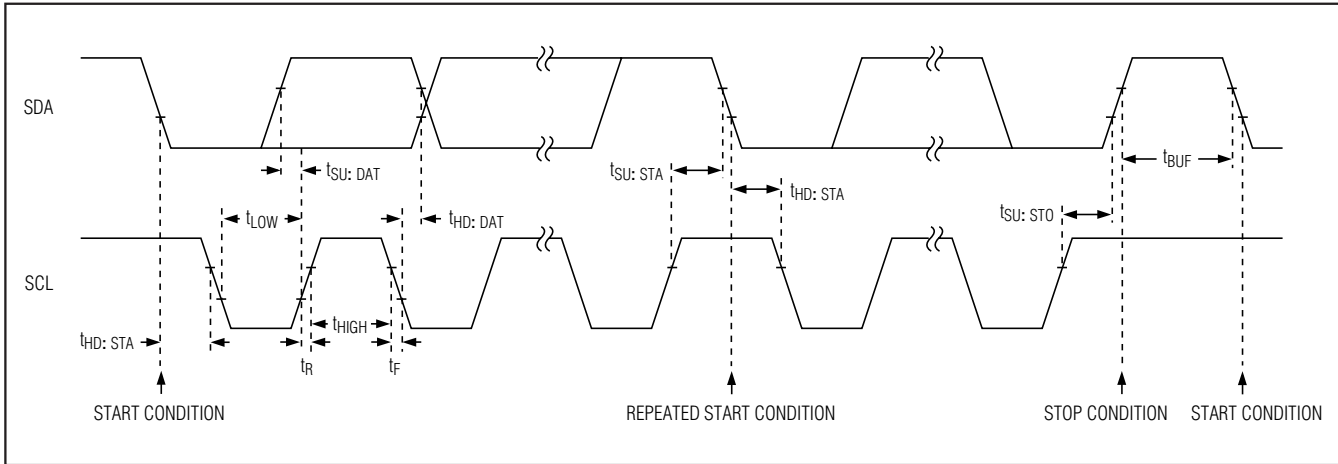 SDA
tSU: DAT
tSU: STA
tBUF
tHD: STA
tLOW
tHD: DAT
tSU: STO
SCL
tHIGH
tHD: STA
tR
tF
START CONDITION
REPEATED START CONDITION
STOP CONDITION
START CONDITION